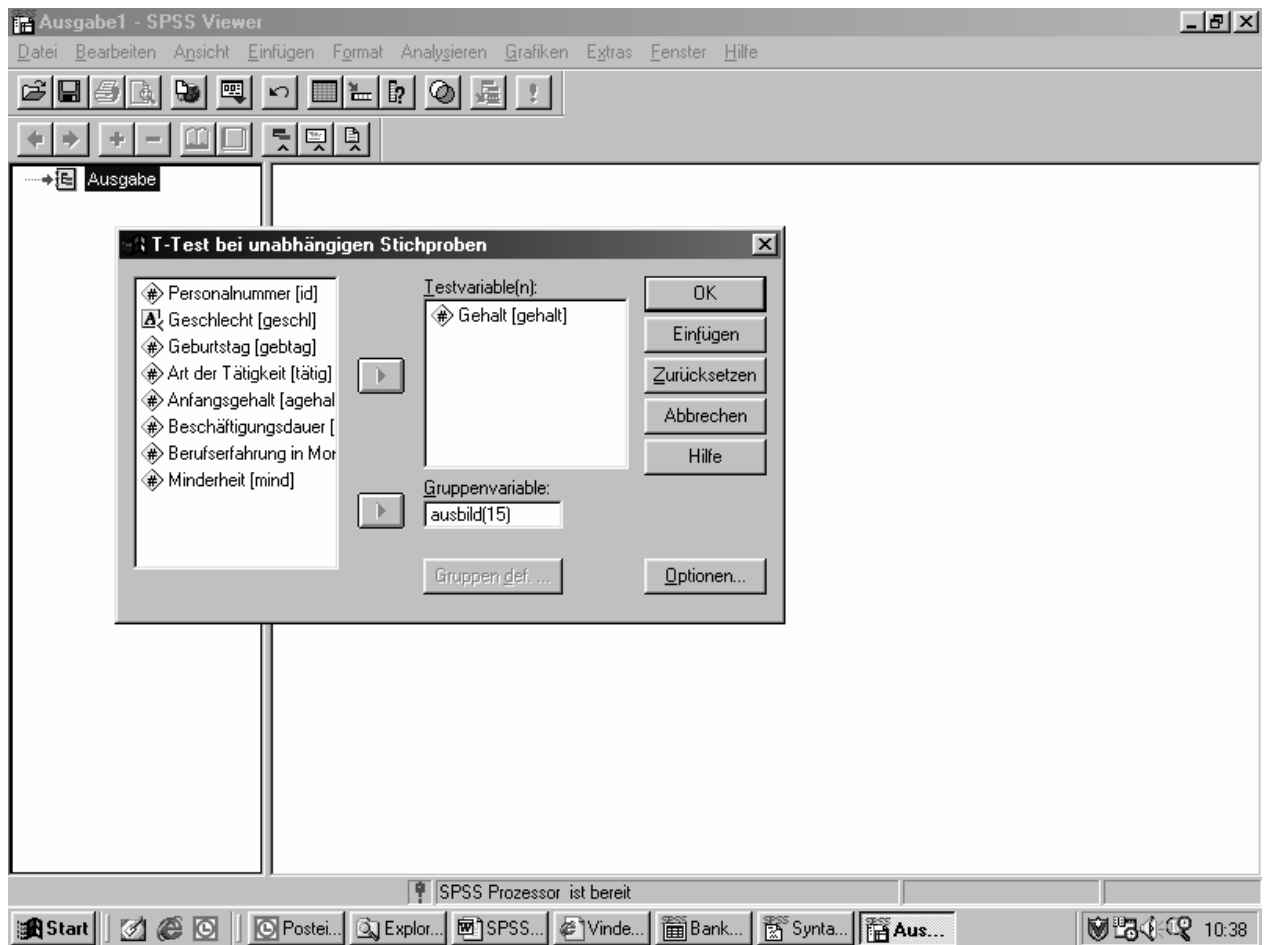 Ausgabe1 - SPSS Viewer
Datei Bearbeiten Ansicht Einfügen Format Analysieren Grafiken Extras Fenster Hilfe
Ausgabe
T-Test bei unabhängigen Stichproben
Personalnummer [id]
Geschlecht [geschl]
Geburtstag [gebtag]
Art der Tätigkeit [tätig]
Anfangsgehalt [agehal
Beschäftigungsdauer [
Berufserfahrung in Mor
Minderheit [mind]
Testvariable(n):
Gehalt [gehalt]
Gruppenvariable:
ausbild(15)
Gruppen def. ...
OK
Einfügen
Zurücksetzen
Abbrechen
Hilfe
Optionen...
SPSS Prozessor ist bereit
Start Postei... Explor... SPSS... Vinde... Bank... Synta... Aus... 10:38